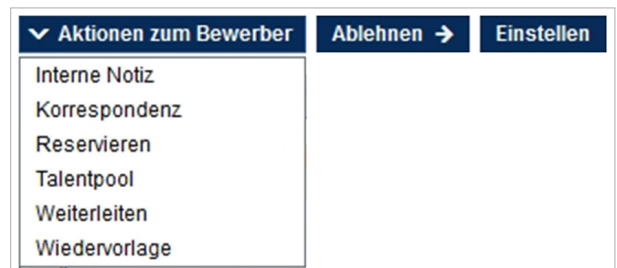 Aktionen zum Bewerber Ablehnen → Einstellen
Interne Notiz
Korrespondenz
Reservieren
Talentpool
Weiterleiten
Wiedervorlage